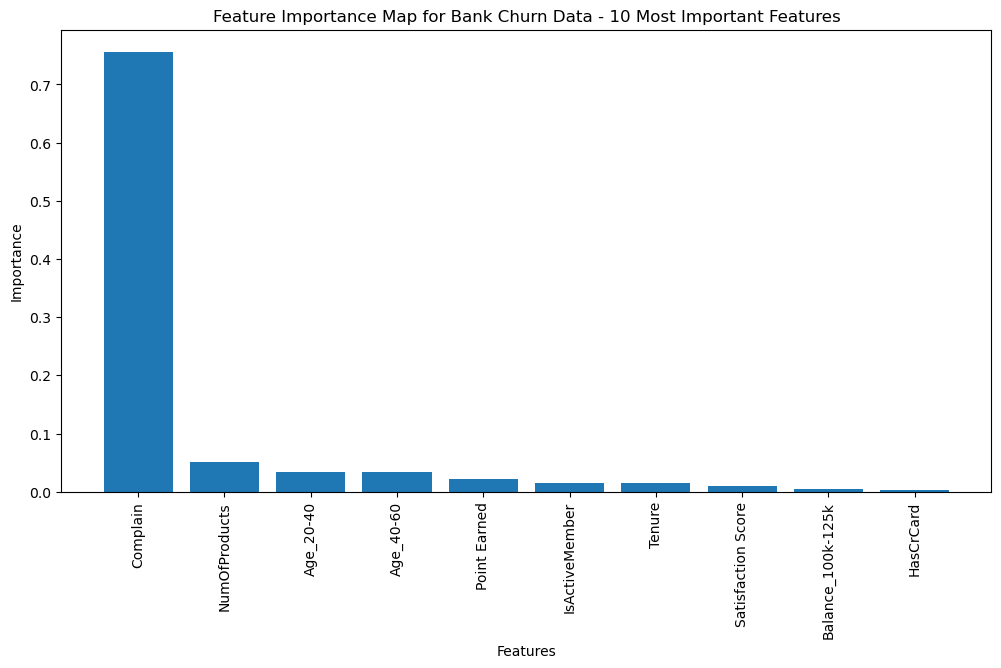 Feature Importance Map for Bank Churn Data - 10 Most Important Features
Importance
0.7
0.6
0.5
0.4
0.3
0.2
0.1
0.0
Complain
NumOfProducts
Age_20-40
Age_40-60
Point Earned
IsActiveMember
Tenure
Satisfaction Score
Balance_100k-125k
HasCrCard
Features